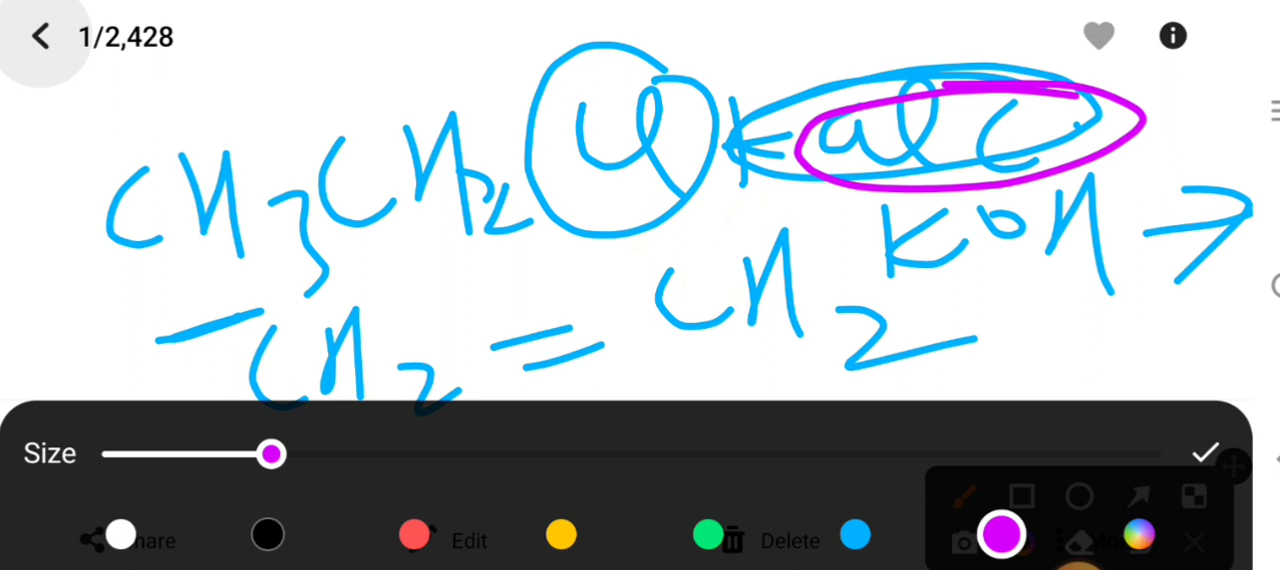 1/2,428
CH3CH2Cl + alc.
KOH →
CH2 = CH2
Size
Share
Edit
Delete